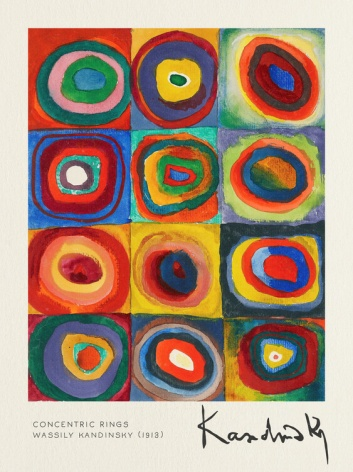 CONCENTRIC RINGS
WASSILY KANDINSKY (1913)
Kandinsky